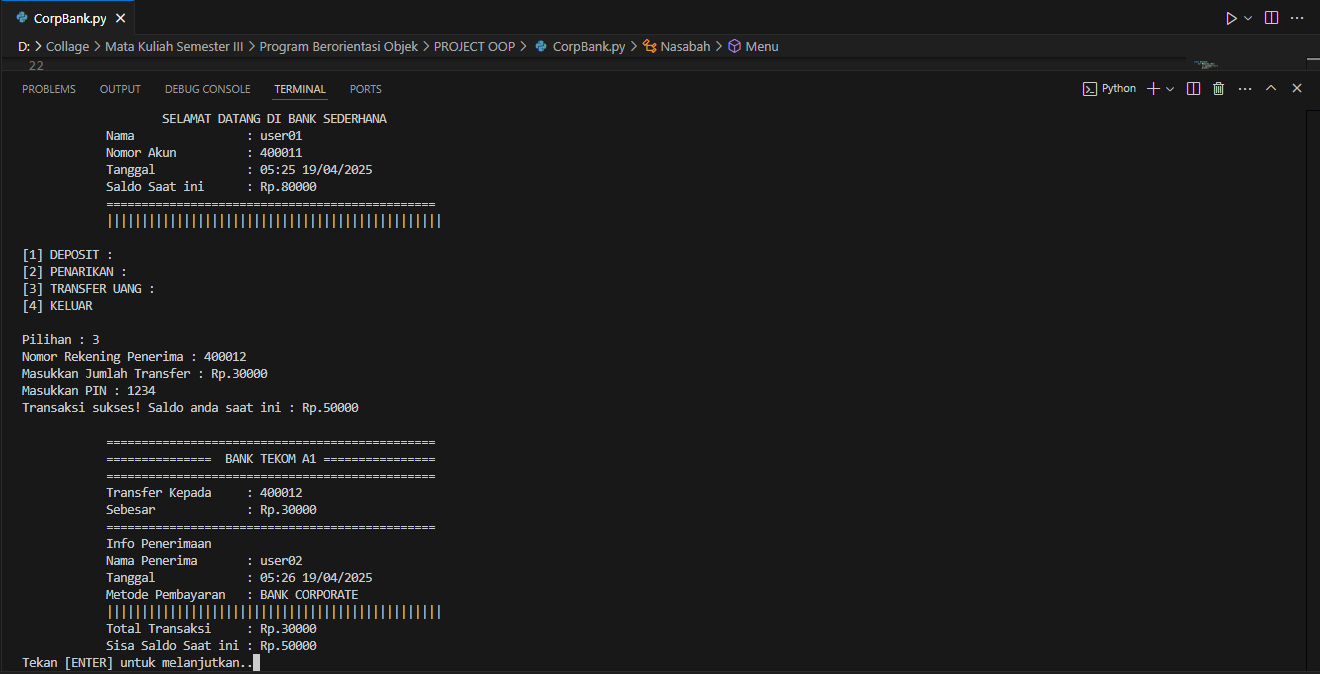 CorpBank.py
D: > Collage > Mata Kuliah Semester III > Program Berorientasi Objek > PROJECT OOP > CorpBank.py > Nasabah > Menu
22
PROBLEMS OUTPUT DEBUG CONSOLE TERMINAL PORTS Python
SELAMAT DATANG DI BANK SEDERHANA
Nama : user01
Nomor Akun : 400011
Tanggal : 05:25 19/04/2025
Saldo Saat ini : Rp.80000
===============================================
||||||||||||||||||||||||||||||||||||||||||||||||
[1] DEPOSIT :
[2] PENARIKAN :
[3] TRANSFER UANG :
[4] KELUAR
Pilihan : 3
Nomor Rekening Penerima : 400012
Masukkan Jumlah Transfer : Rp.30000
Masukkan PIN : 1234
Transaksi sukses! Saldo anda saat ini : Rp.50000
===============================================
=============== BANK TEKOM A1 ================
===============================================
Transfer Kepada : 400012
Sebesar : Rp.30000
===============================================
Info Penerimaan
Nama Penerima : user02
Tanggal : 05:26 19/04/2025
Metode Pembayaran : BANK CORPORATE
||||||||||||||||||||||||||||||||||||||||||||||||
Total Transaksi : Rp.30000
Sisa Saldo Saat ini : Rp.50000
Tekan [ENTER] untuk melanjutkan..